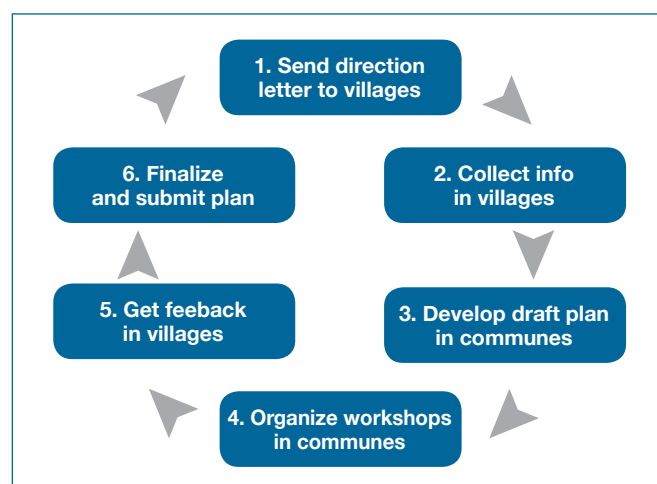 1. Send direction
letter to villages
2. Collect info
in villages
3. Develop draft plan
in communes
4. Organize workshops
in communes
5. Get feeback
in villages
6. Finalize
and submit plan